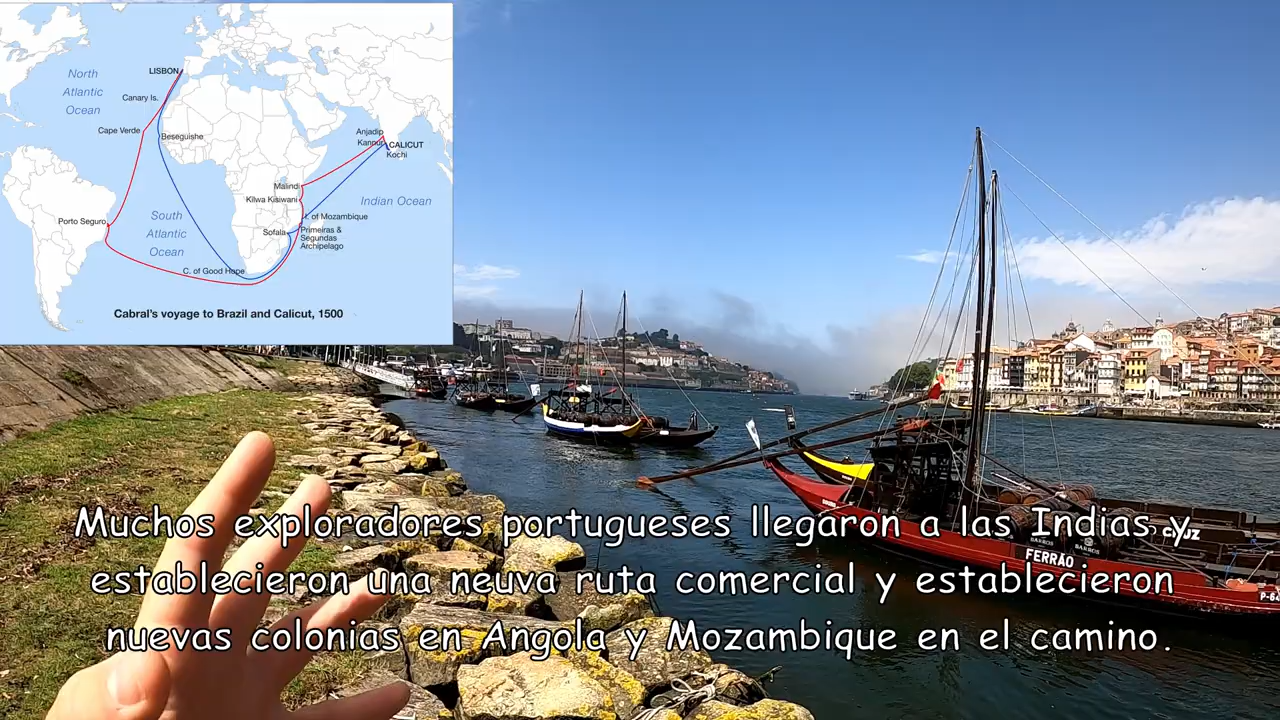 LISBON
North
Atlantic
Ocean
Canary Is.
Cape Verde
Beseguishe
Anjadip
Kannur
CALICUT
Kochi
Malindi
Kilwa Kisiwani
Indian Ocean
I. of Mozambique
Porto Seguro
South
Atlantic
Ocean
Sofala
Primeiras &
Segundas
Archipelago
C. of Good Hope
Cabral's voyage to Brazil and Calicut, 1500
Muchos exploradores portugueses llegaron a las Indias y
establecieron una neuva ruta comercial y establecieron
nuevas colonias en Angola y Mozambique en el camino.
FERRÃO
BARROS